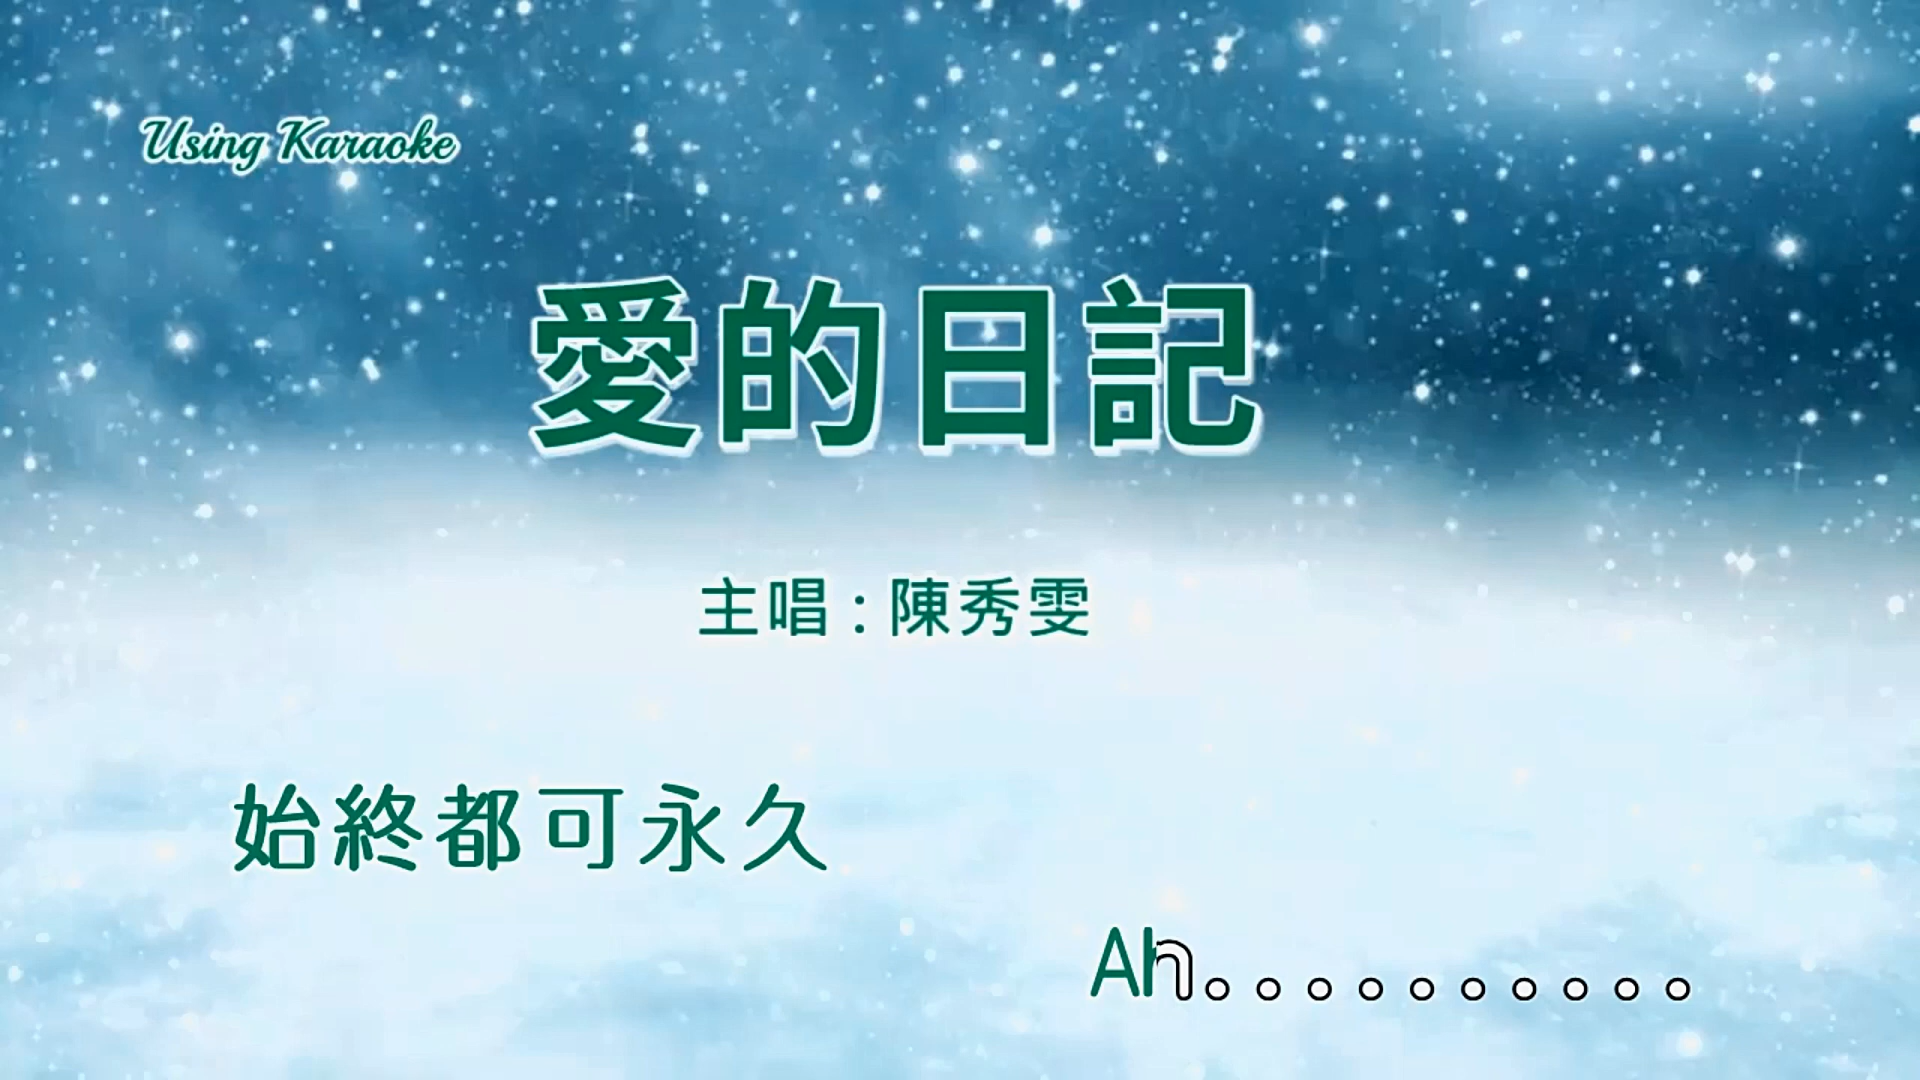 Using Karaoke
愛的日記
主唱 : 陳秀雯
始終都可永久
Ah..........